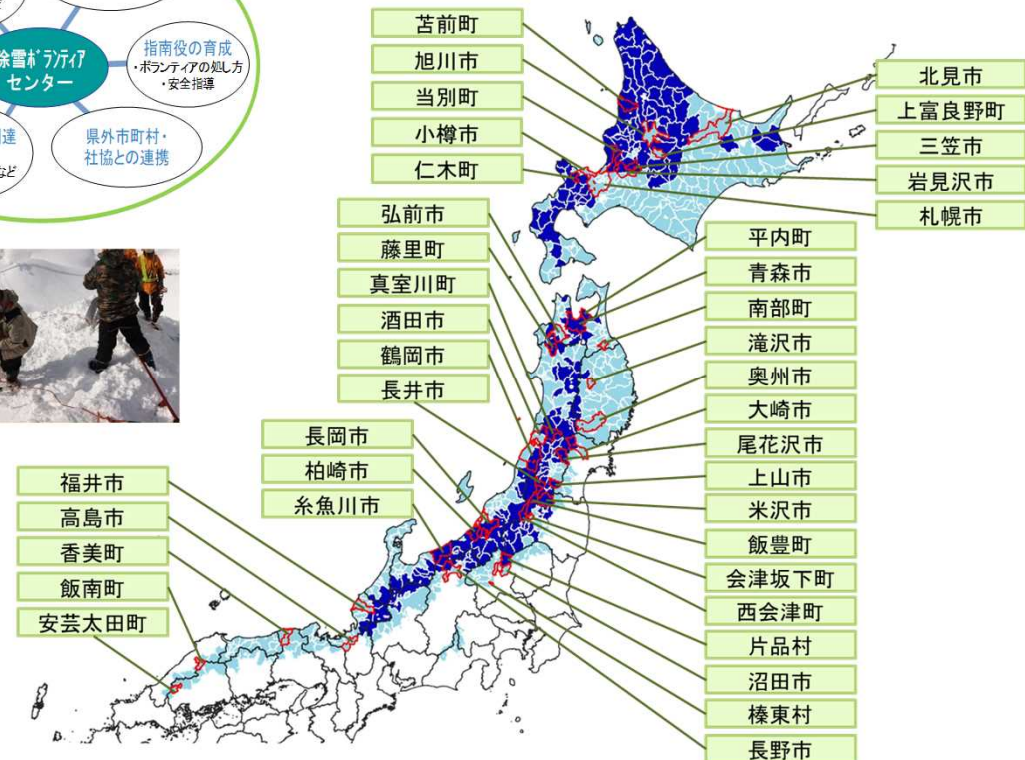 除雪ボランティア
センター
指南役の育成
・ボランティアの処し方
・安全指導
県外市町村・
社協との連携
達
など
苫前町
旭川市
当別町
小樽市
仁木町
北見市
上富良野町
三笠市
岩見沢市
札幌市
弘前市
藤里町
真室川町
酒田市
鶴岡市
長井市
平内町
青森市
南部町
滝沢市
奥州市
大崎市
尾花沢市
上山市
米沢市
飯豊町
会津坂下町
西会津町
片品村
沼田市
榛東村
長野市
長岡市
柏崎市
糸魚川市
福井市
高島市
香美町
飯南町
安芸太田町